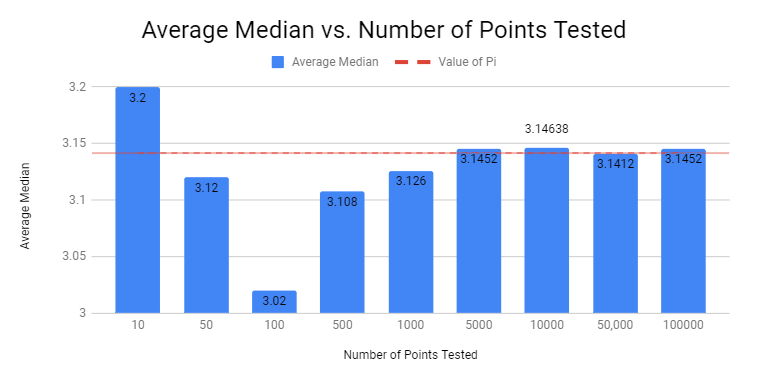 Average Median vs. Number of Points Tested
Average Median Value of Pi
3.2
3.15
3.1
3.05
3
Average Median
3.2
3.12
3.02
3.108
3.126
3.1452
3.14638
3.1412
3.1452
10 50 100 500 1000 5000 10000 50,000 100000
Number of Points Tested